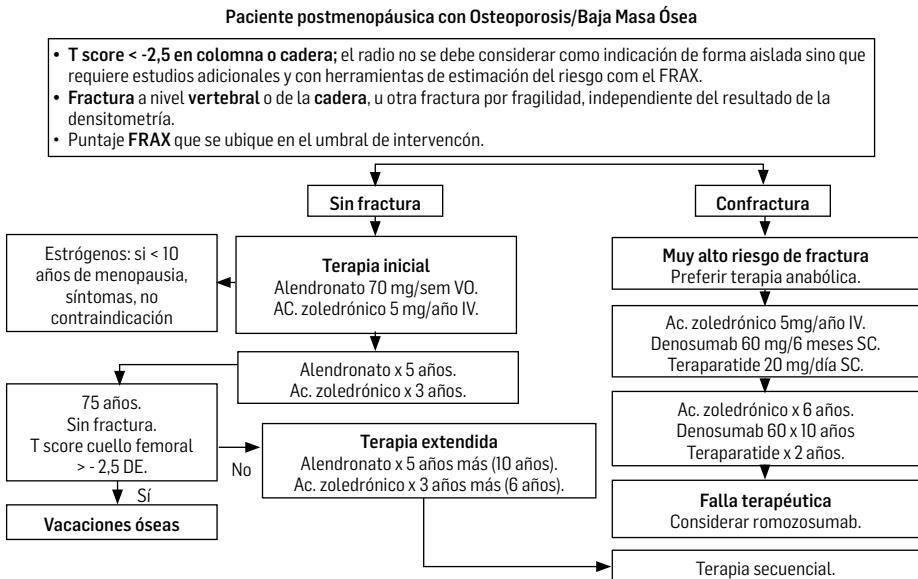 Paciente postmenopáusica con Osteoporosis/Baja Masa Ósea
• T score < -2,5 en colomna o cadera; el radio no se debe considerar como indicación de forma aislada sino que
requiere estudios adicionales y con herramientas de estimación del riesgo com el FRAX.
• Fractura a nivel vertebral o de la cadera, u otra fractura por fragilidad, independiente del resultado de la
densitometría.
• Puntaje FRAX que se ubique en el umbral de intervencón.
Sin fractura
Confractura
Estrógenos: si < 10
años de menopausia,
síntomas, no
contraindicación
Terapia inicial
Alendronato 70 mg/sem VO.
AC. zoledrónico 5 mg/año IV.
Muy alto riesgo de fractura
Preferir terapia anabólica.
Ac. zoledrónico 5mg/año IV.
Denosumab 60 mg/6 meses SC.
Teraparatide 20 mg/día SC.
Alendronato x 5 años.
Ac. zoledrónico x 3 años.
75 años.
Sin fractura.
T score cuello femoral
> - 2,5 DE.
No
Sí
Terapia extendida
Alendronato x 5 años más (10 años).
Ac. zoledrónico x 3 años más (6 años).
Ac. zoledrónico x 6 años.
Denosumab 60 x 10 años
Teraparatide x 2 años.
Vacaciones óseas
Falla terapéutica
Considerar romozosumab.
Terapia secuencial.